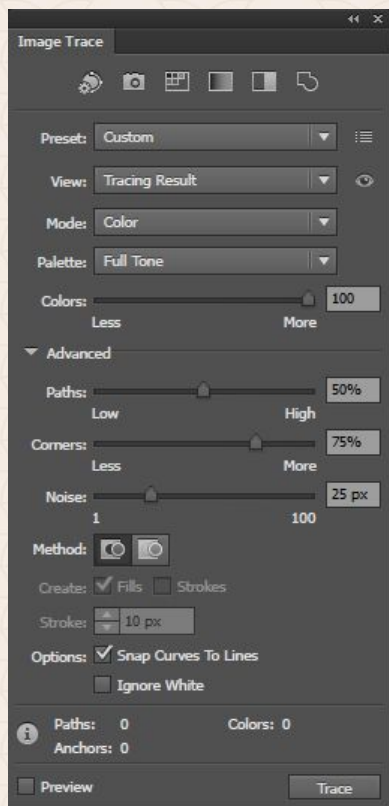 Image Trace
Preset: Custom
View: Tracing Result
Mode: Color
Palette: Full Tone
Colors: 100
Less More
Advanced
Paths: 50%
Low High
Corners: 75%
Less More
Noise: 25 px
1 100
Method:
Create: Fills Strokes
Stroke: 10 px
Options: Snap Curves To Lines
Ignore White
Paths: 0 Colors: 0
Anchors: 0
Preview Trace